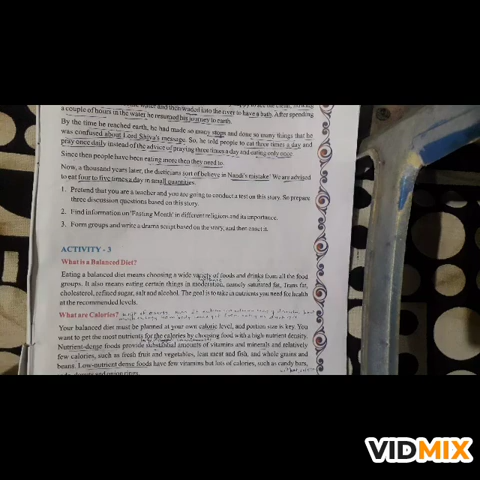 a couple of hours in the water he resumed his journey to earth. After spending
By the time he reached earth, he had made so many stops and done so many things that he
was confused about Lord Shiva's message. So, he told people to eat three times a day and
pray once daily instead of the advice of praying three times a day and eating only once.
Since then people have been eating more then they need to.
Now, a thousand years later, the dieticians sort of believe in Nandi's mistake! We are advised
to eat four to five times a day in small quantities.
1. Pretend that you are a teacher and you are going to conduct a test on this story. So prepare
three discussion questions based on this story.
2. Find information on 'Fasting Month' in different religion and its importance.
3. Form groups and write a drama script based on the story, and then enact it.
ACTIVITY - 3
What is a Balanced Diet?
Eating a balanced diet means choosing a wide variety of foods and drinks from all the food
groups. It also means eating certain things in moderation, namely saturated fat, Trans fat,
cholesterol, refined sugar, salt and alcohol. The goal is to take in nutrients you need for health
at the recommended levels.
What are Calories?
Your balanced diet must be planned at your own calorie level, and portion size is key. You
want to get the most nutrients for the calories by choosing food with a high nutrient density.
Nutrient-dense foods provide substantial amounts of vitamins and minerals and relatively
few calories, such as fresh fruit and vegetables, lean meat and fish, and whole grains and
beans. Low-nutrient dense foods have few vitamins but lots of calories, such as candy bars,
VIDMIX